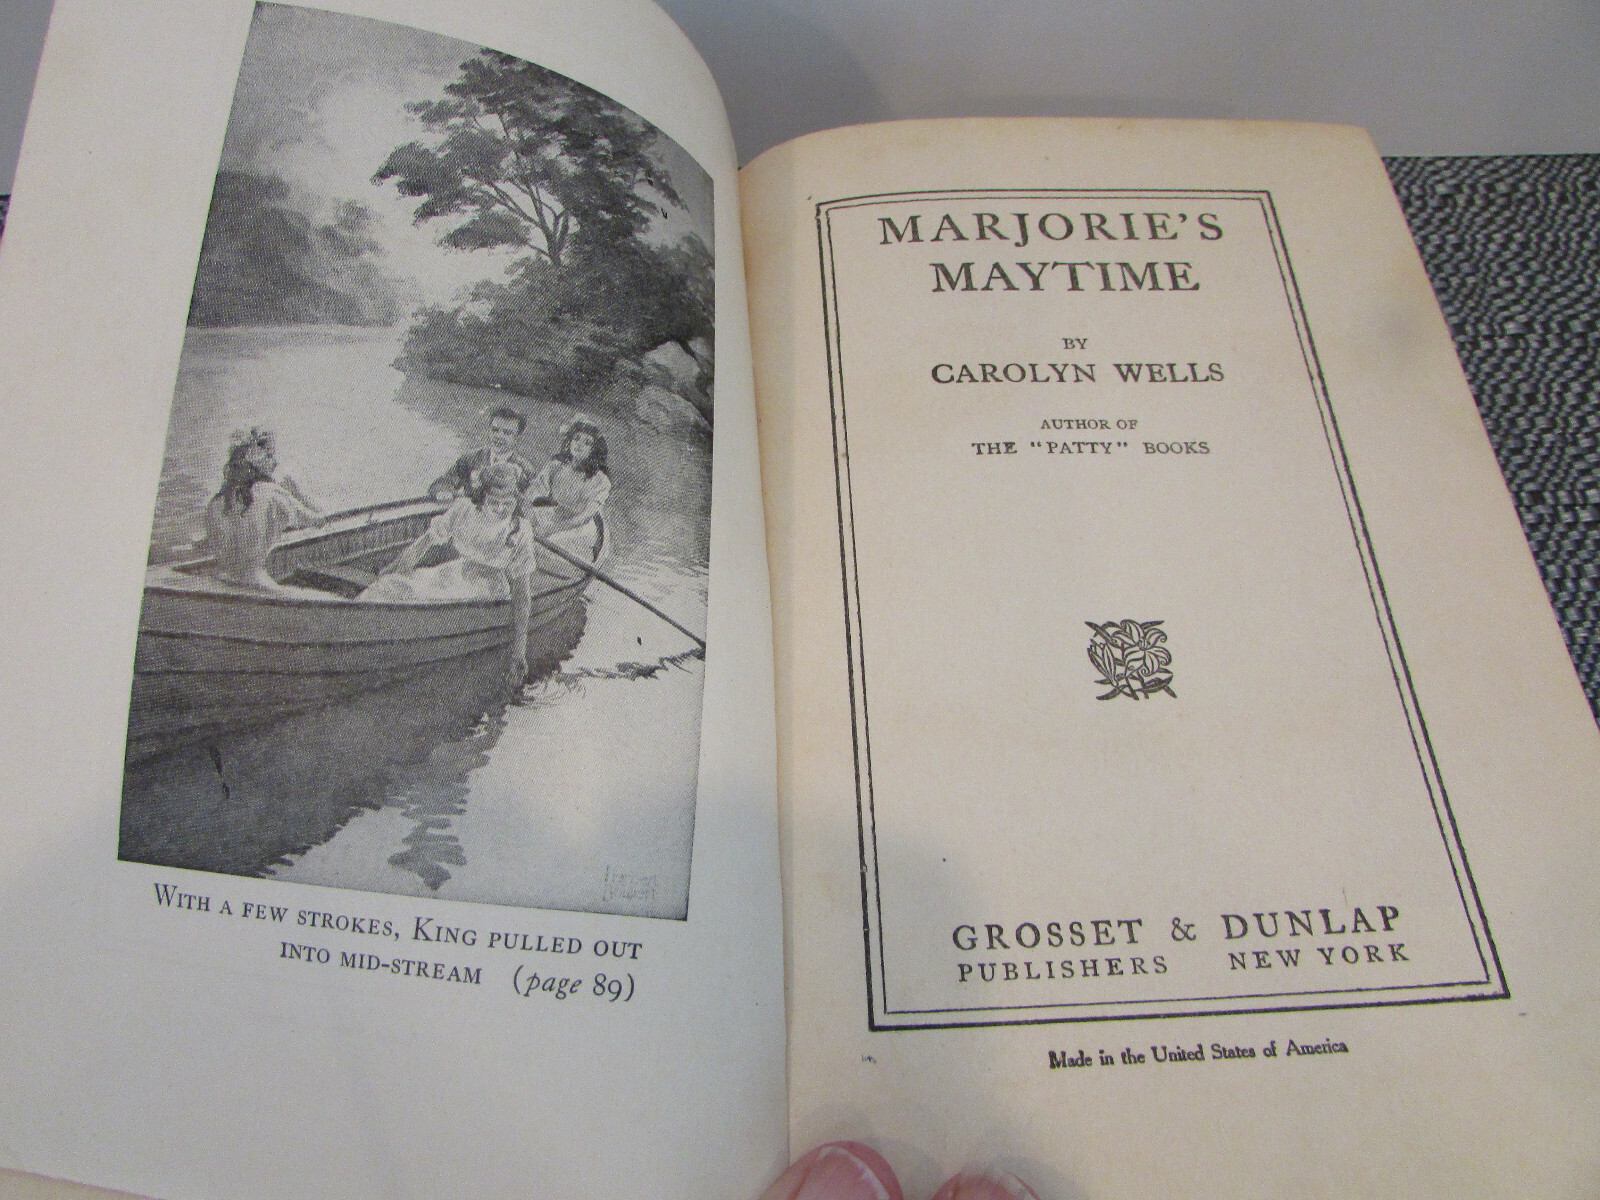 WITH A FEW STROKES, KING PULLED OUT
INTO MID-STREAM (page 89)
MARJORIE'S
MAYTIME
BY
CAROLYN WELLS
AUTHOR OF
THE "PATTY" BOOKS
GROSSET & DUNLAP
PUBLISHERS NEW YORK
Made in the United States of America